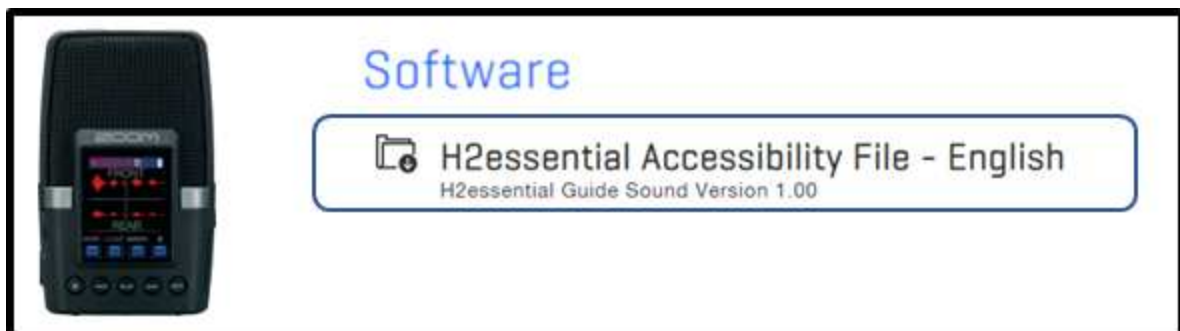 Software
H2essential Accessibility File - English
H2essential Guide Sound Version 1.00
ZOOM
FRONT
REAR